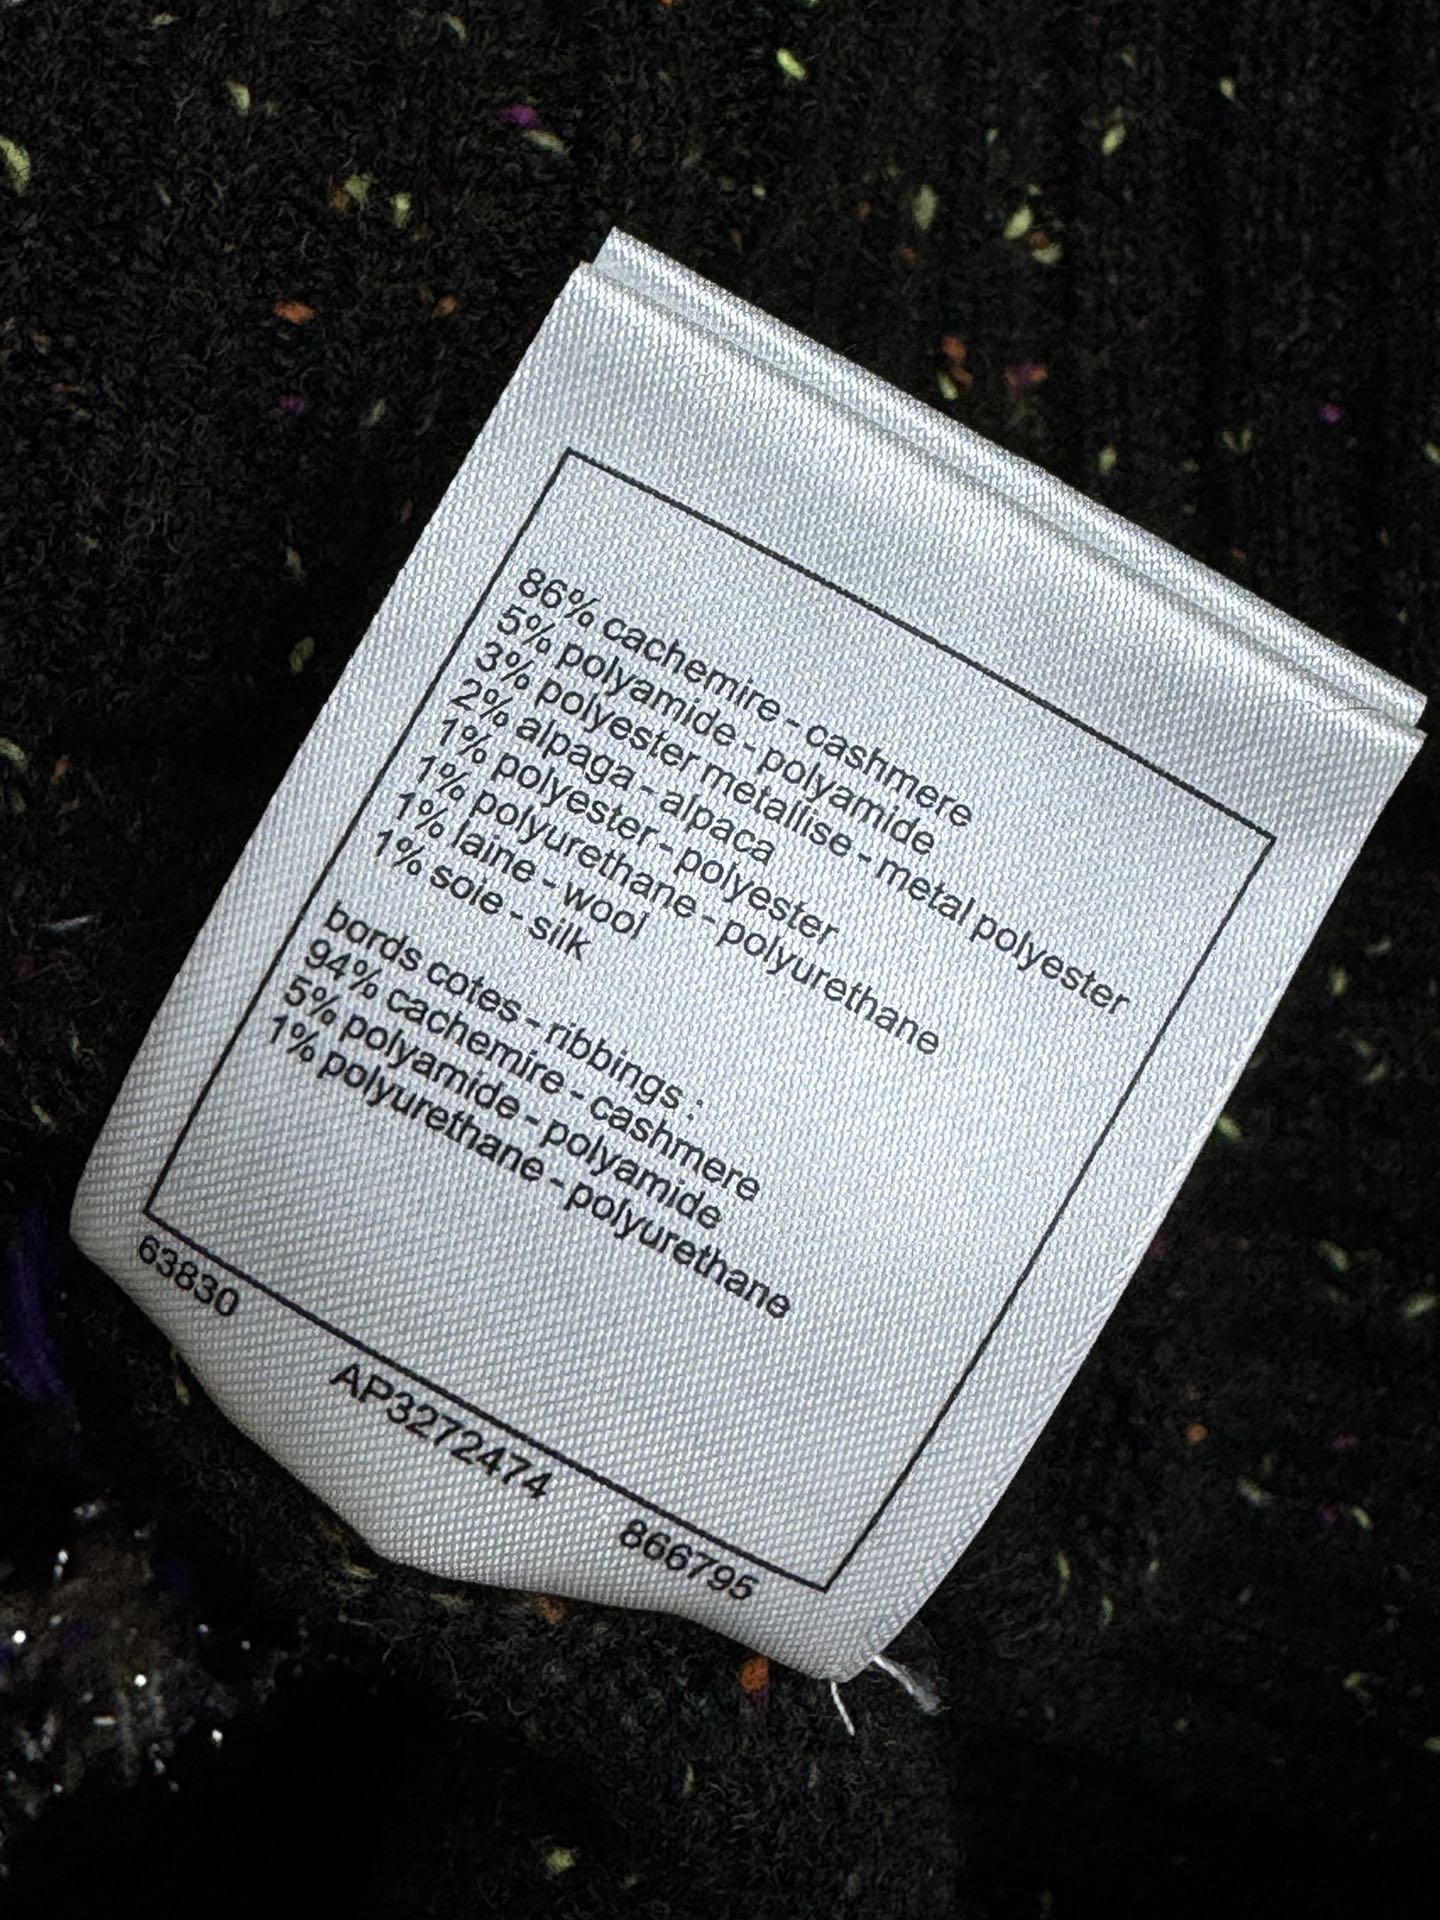 86% cachemire - cashmere
5% polyamide - polyamide
3% polyester metallise - metal polyester
2% alpaga - alpaca
1% polyester - polyester
1% polyurethane - polyurethane
1% laine - wool
1% soie - silk
bords cotes - ribbings :
94% cachemire - cashmere
5% polyamide - polyamide
1% polyurethane - polyurethane
63830 AP3272474 866795